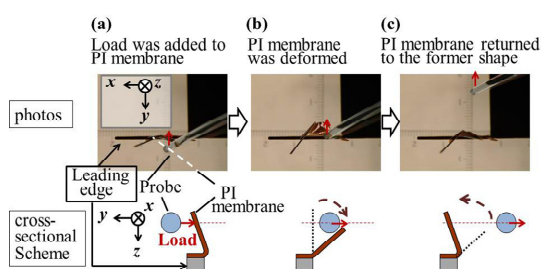 (a)
Load was added to
PI membrane
(b)
PI membrane
was deformed
(c)
PI membrane returned
to the former shape
photos
x
z
y
Leading
edge
Probe
PI
membrane
cross-
sectional
Scheme
y
x
z
Load